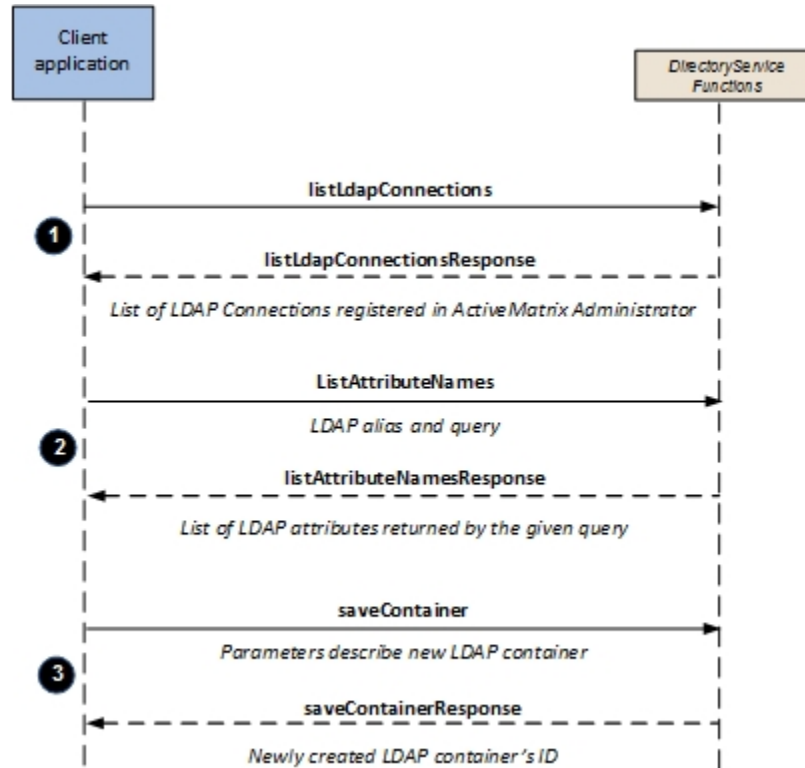 Client
application
DirectoryService
Functions
listLdapConnections
1
listLdapConnectionsResponse
List of LDAP Connections registered in ActiveMatrix Administrator
ListAttributeNames
LDAP alias and query
2
listAttributeNamesResponse
List of LDAP attributes returned by the given query
saveContainer
Parameters describe new LDAP container
3
saveContainerResponse
Newly created LDAP container's ID